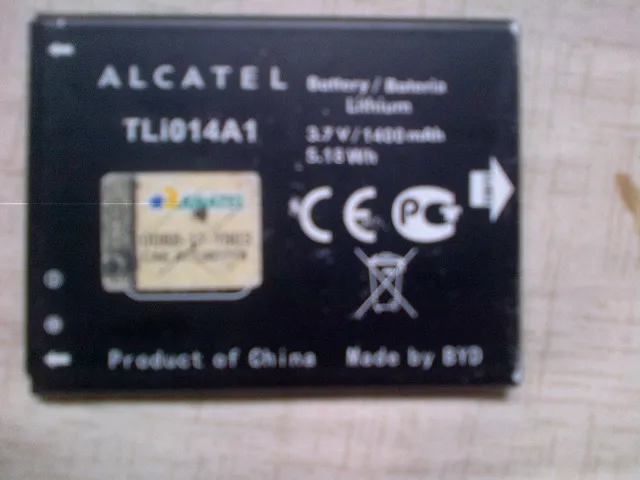 ALCATEL
TLi014A1
Battery / Bateria
Lithium
3.7 V / 1400 mAh
5.18 Wh
ANATEL
CE
Product of China
Made by BYD